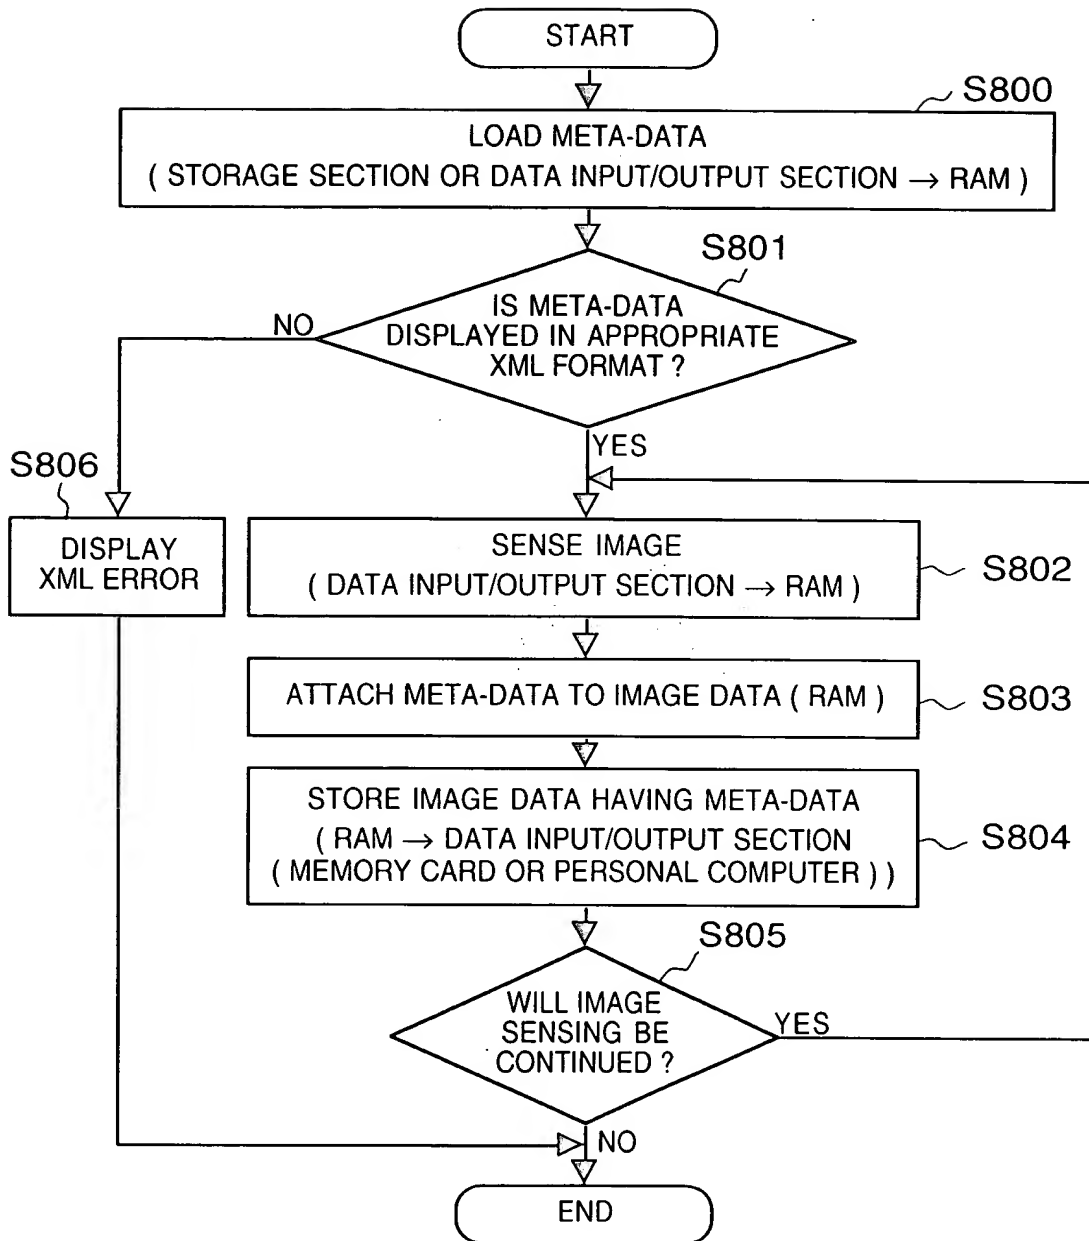 START
S800
LOAD META-DATA
( STORAGE SECTION OR DATA INPUT/OUTPUT SECTION → RAM )
S801
IS META-DATA
DISPLAYED IN APPROPRIATE
XML FORMAT ?
NO
YES
S806
DISPLAY
XML ERROR
SENSE IMAGE
( DATA INPUT/OUTPUT SECTION → RAM )
S802
ATTACH META-DATA TO IMAGE DATA ( RAM )
S803
STORE IMAGE DATA HAVING META-DATA
( RAM → DATA INPUT/OUTPUT SECTION
( MEMORY CARD OR PERSONAL COMPUTER ) )
S804
S805
WILL IMAGE
SENSING BE
CONTINUED ?
YES
NO
END